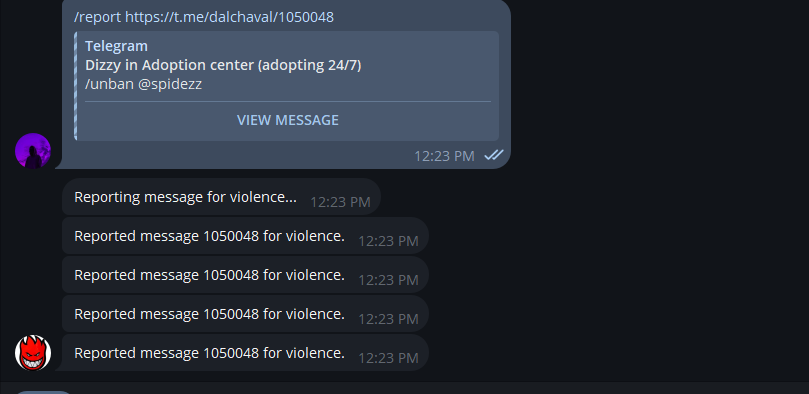 /report https://t.me/dalchaval/1050048
Telegram
Dizzy in Adoption center (adopting 24/7)
/unban @spidezz
VIEW MESSAGE
12:23 PM
Reporting message for violence...
12:23 PM
Reported message 1050048 for violence.
12:23 PM
Reported message 1050048 for violence.
12:23 PM
Reported message 1050048 for violence.
12:23 PM
Reported message 1050048 for violence.
12:23 PM